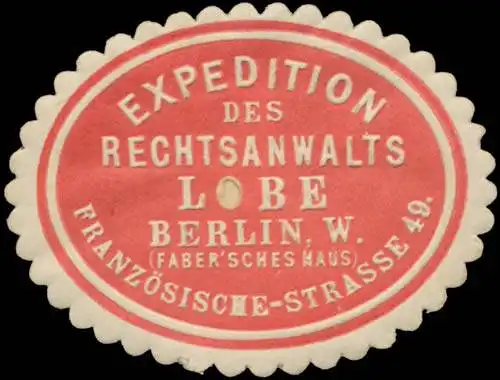 EXPEDITION
DES
RECHTSANWALTS
LOBE
BERLIN, W.
(FABER'SCHES HAUS)
FRANZÖSISCHE-STRASSE 49.